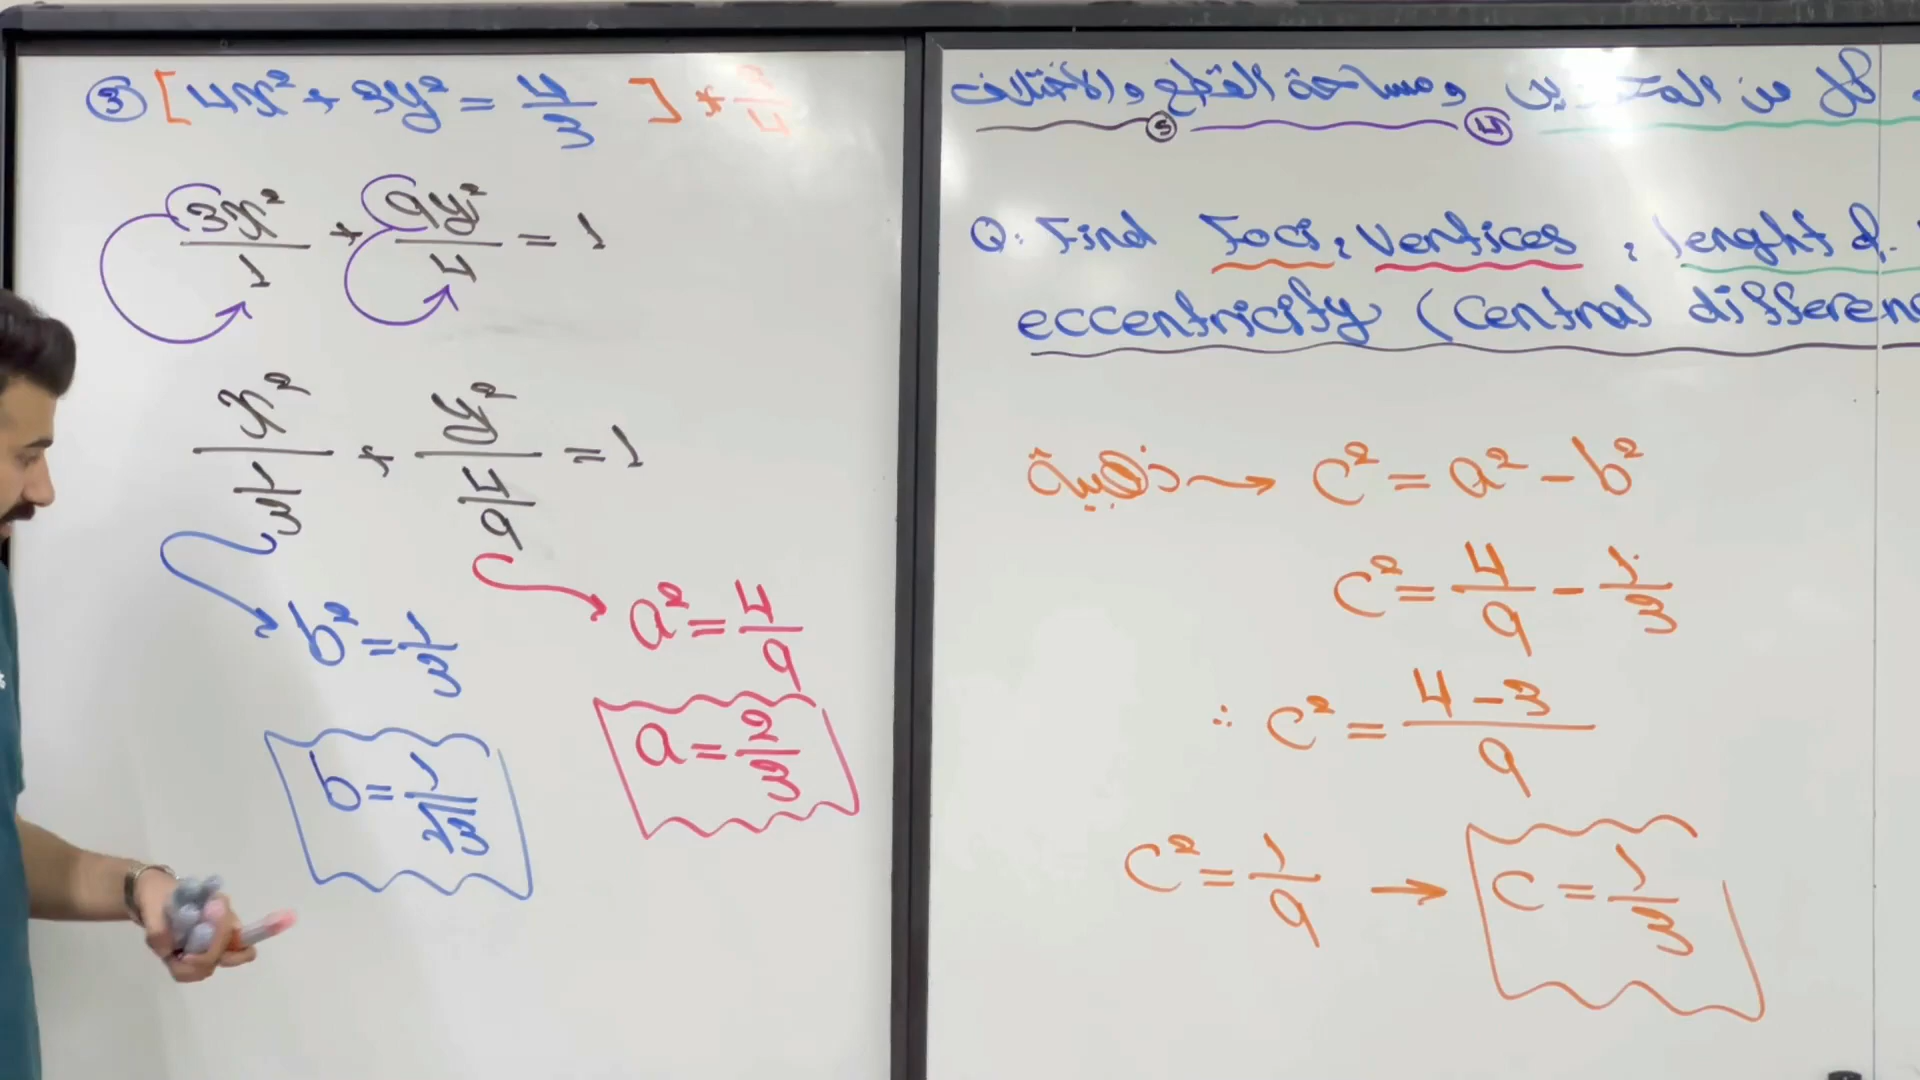 ③ [4x² + 3y² = 4/3 ] * 3/4
3x²/1 + 9y²/4 = 1
x²/(1/3) + y²/(4/9) = 1
b² = 1/3
a² = 4/9
b = 1/√3
a = 2/3
كل من المحورين ومساحة القطع والاختلاف
④ ⑤
Q: Find Foci, Vertices, lenght of.
eccentricity (Central differen
c² = a² - b²
c² = 4/9 - 1/3
∴ c² = (4-3)/9
c² = 1/9 → c = 1/3